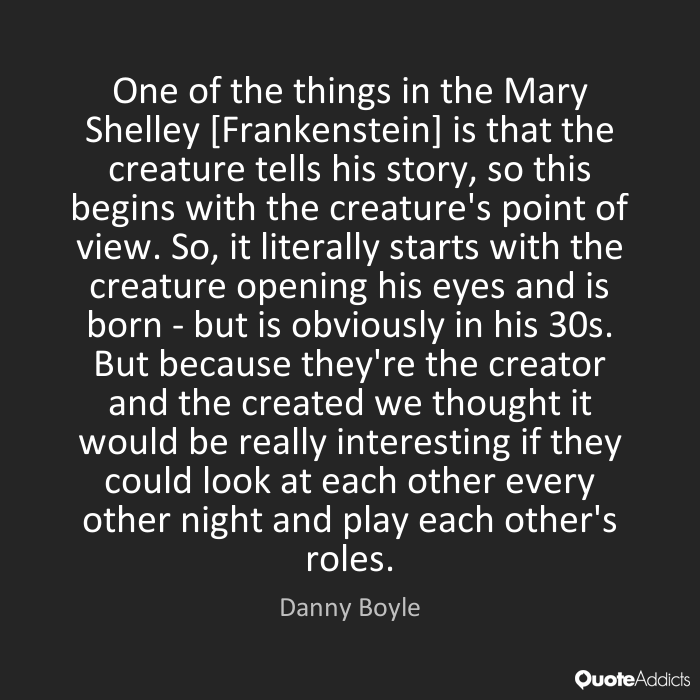 One of the things in the Mary
Shelley [Frankenstein] is that the
creature tells his story, so this
begins with the creature's point of
view. So, it literally starts with the
creature opening his eyes and is
born - but is obviously in his 30s.
But because they're the creator
and the created we thought it
would be really interesting if they
could look at each other every
other night and play each other's
roles.
Danny Boyle
QuoteAddicts